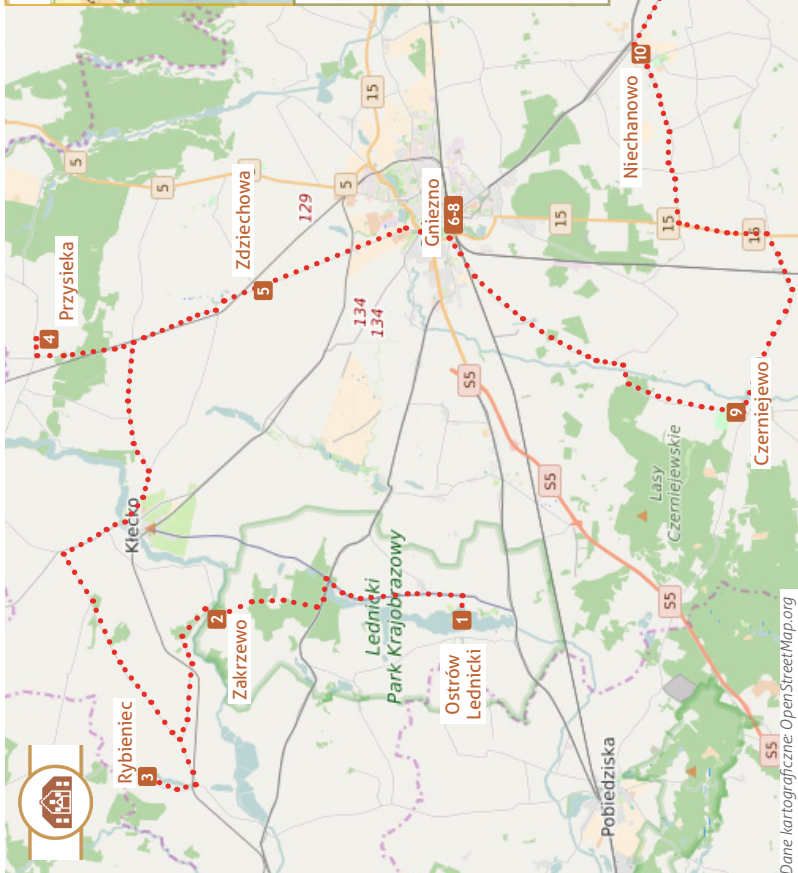 3
Rybieniec
2
Zakrzewo
1
Ostrów
Lednicki
Lednicki
Park Krajobrazowy
Kłecko
Pobiedziska
4
Przysieka
5
Zdziechowa
6-8
Gniezno
9
Czerniejewo
10
Niechanowo
Lasy
Czerniejewskie
129
134
134
5
5
5
15
15
15
15
S5
S5
S5
S5
Dane kartograficzne: OpenStreetMap.org